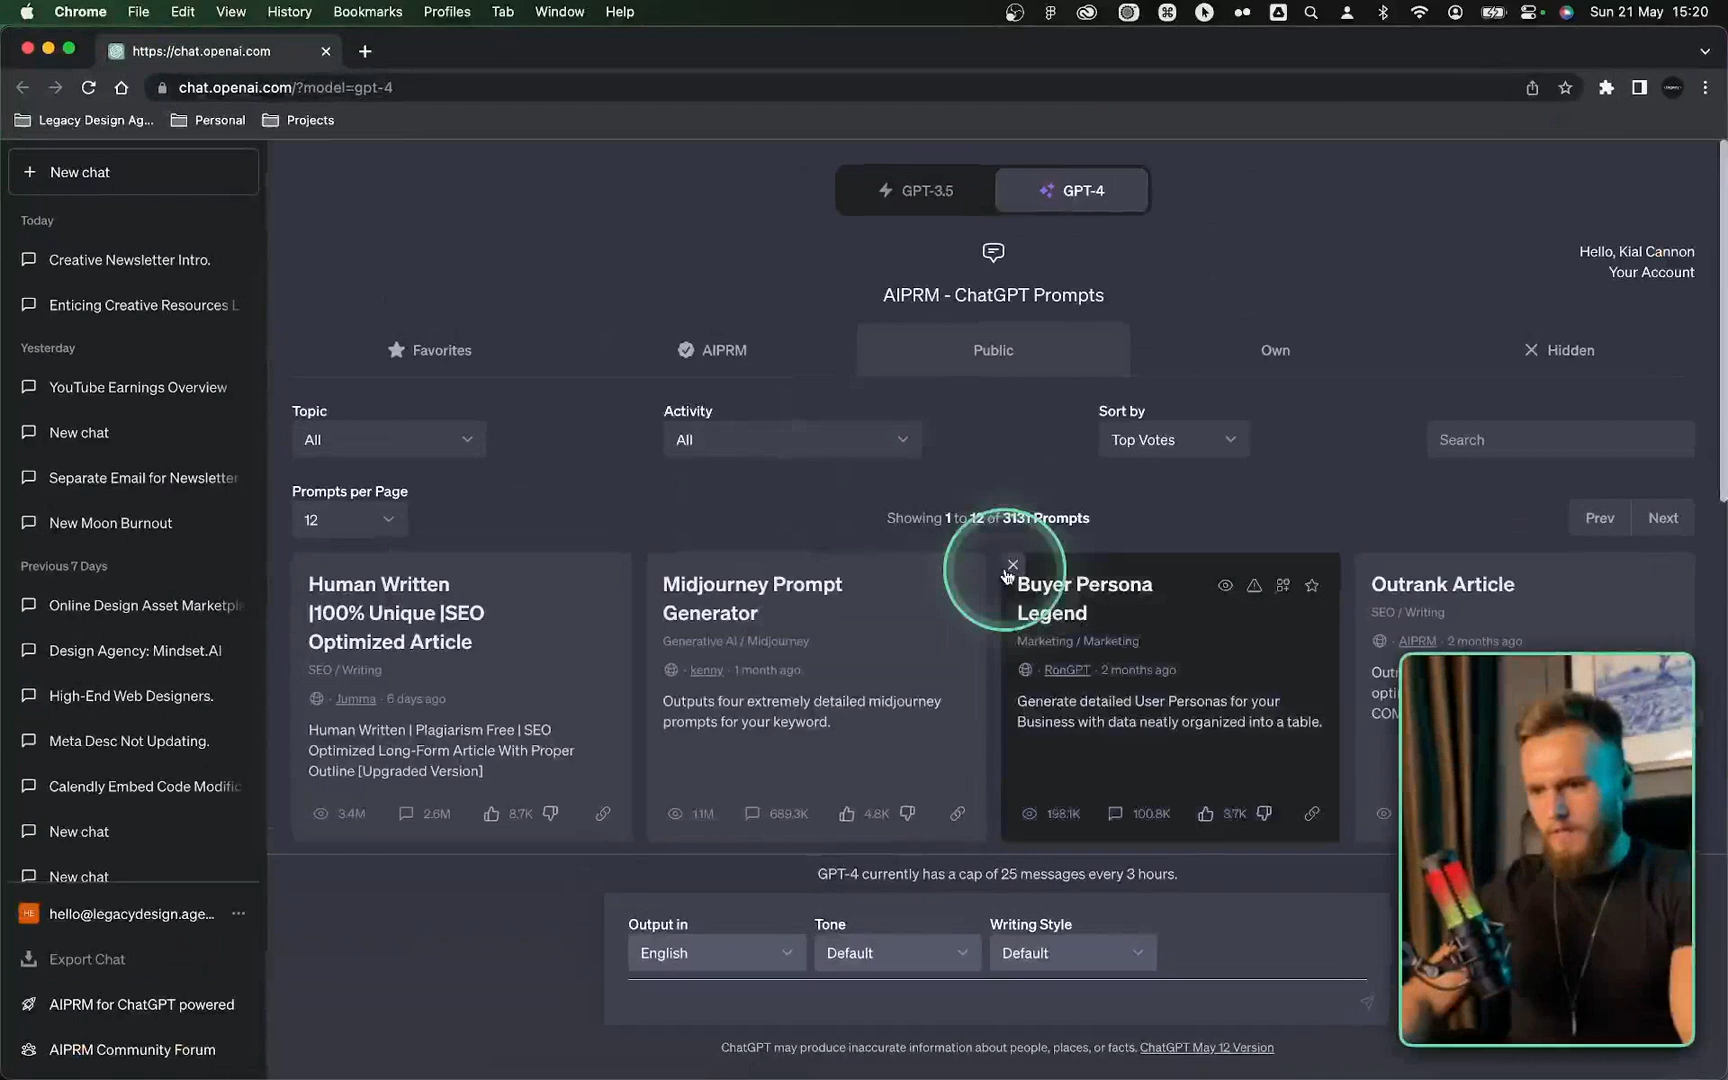 Chrome File Edit View History Bookmarks Profiles Tab Window Help Sun 21 May 15:20
https://chat.openai.com
chat.openai.com/?model=gpt-4
Legacy Design Ag... Personal Projects
New chat
Today
Creative Newsletter Intro.
Enticing Creative Resources L
Yesterday
YouTube Earnings Overview
New chat
Separate Email for Newsletter
New Moon Burnout
Previous 7 Days
Online Design Asset Marketpl
Design Agency: Mindset.AI
High-End Web Designers.
Meta Desc Not Updating.
Calendly Embed Code Modific
New chat
New chat
hello@legacydesign.age...
Export Chat
AIPRM for ChatGPT powered
AIPRM Community Forum
GPT-3.5 GPT-4
Hello, Kial Cannon
Your Account
AIPRM - ChatGPT Prompts
Favorites AIPRM Public Own Hidden
Topic Activity Sort by
All All Top Votes Search
Prompts per Page
12 Showing 1 to 12 of 3131 Prompts Prev Next
Human Written
|100% Unique |SEO
Optimized Article
SEO / Writing
Jumma · 6 days ago
Human Written | Plagiarism Free | SEO
Optimized Long-Form Article With Proper
Outline [Upgraded Version]
3.4M 2.6M 8.7K
Midjourney Prompt
Generator
Generative AI / Midjourney
kenny · 1 month ago
Outputs four extremely detailed midjourney
prompts for your keyword.
1.1M 689.3K 4.8K
Buyer Persona
Legend
Marketing / Marketing
RonGPT · 2 months ago
Generate detailed User Personas for your
Business with data neatly organized into a table.
198.1K 100.8K 3.7K
Outrank Article
SEO / Writing
AIPRM · 2 months ago
GPT-4 currently has a cap of 25 messages every 3 hours.
Output in Tone Writing Style
English Default Default
ChatGPT may produce inaccurate information about people, places, or facts. ChatGPT May 12 Version